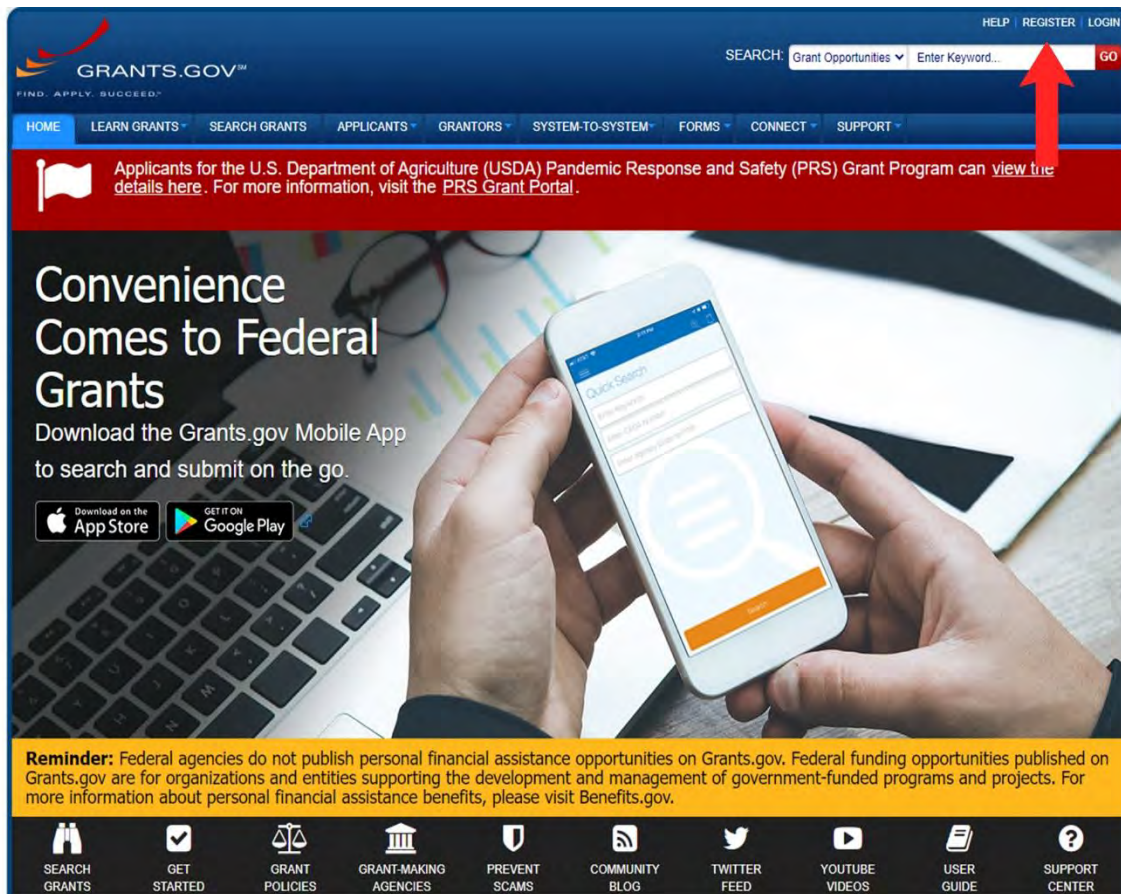 HELP | REGISTER | LOGIN
GRANTS.GOV℠
FIND. APPLY. SUCCEED.℠
SEARCH: Grant Opportunities Enter Keyword... GO
HOME LEARN GRANTS SEARCH GRANTS APPLICANTS GRANTORS SYSTEM-TO-SYSTEM FORMS CONNECT SUPPORT
Applicants for the U.S. Department of Agriculture (USDA) Pandemic Response and Safety (PRS) Grant Program can view the
details here. For more information, visit the PRS Grant Portal.
Convenience
Comes to Federal
Grants
Download the Grants.gov Mobile App
to search and submit on the go.
Download on the
App Store
GET IT ON
Google Play
Quick Search
Search
Reminder: Federal agencies do not publish personal financial assistance opportunities on Grants.gov. Federal funding opportunities published on
Grants.gov are for organizations and entities supporting the development and management of government-funded programs and projects. For
more information about personal financial assistance benefits, please visit Benefits.gov.
SEARCH GRANTS
GET STARTED
GRANT POLICIES
GRANT-MAKING AGENCIES
PREVENT SCAMS
COMMUNITY BLOG
TWITTER FEED
YOUTUBE VIDEOS
USER GUIDE
SUPPORT CENTER